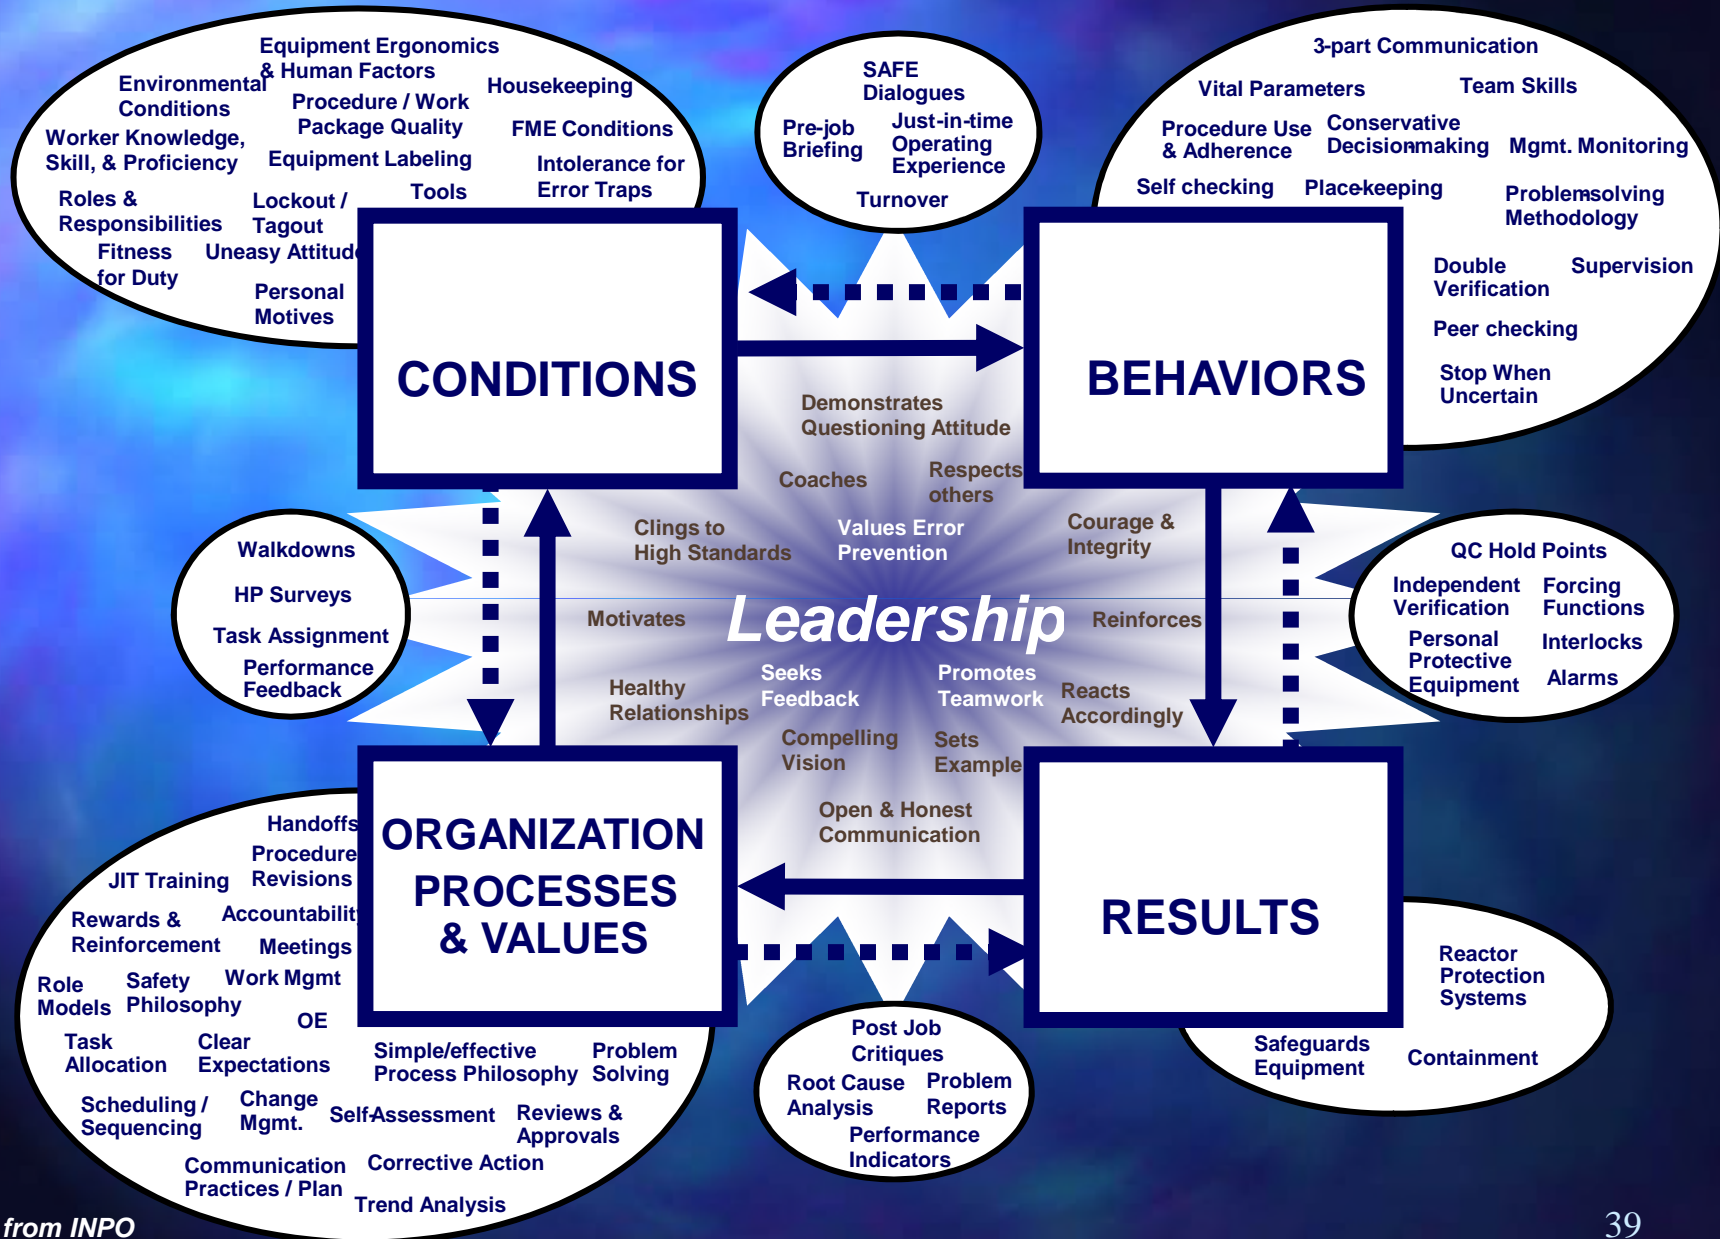 Equipment Ergonomics
& Human Factors
Environmental
Conditions
Housekeeping
Procedure / Work
Package Quality
FME Conditions
Worker Knowledge,
Skill, & Proficiency
Equipment Labeling
Intolerance for
Error Traps
Tools
Roles &
Responsibilities
Lockout /
Tagout
Fitness
for Duty
Uneasy Attitude
Personal
Motives
SAFE
Dialogues
Pre-job
Briefing
Just-in-time
Operating
Experience
Turnover
3-part Communication
Vital Parameters
Team Skills
Procedure Use
& Adherence
Conservative
Decision-making
Mgmt. Monitoring
Self checking
Place-keeping
Problem-solving
Methodology
Double
Verification
Supervision
Peer checking
Stop When
Uncertain
CONDITIONS
BEHAVIORS
Demonstrates
Questioning Attitude
Coaches
Respects
others
Clings to
High Standards
Values Error
Prevention
Courage &
Integrity
Motivates
Leadership
Reinforces
Healthy
Relationships
Seeks
Feedback
Promotes
Teamwork
Reacts
Accordingly
Compelling
Vision
Sets
Example
Open & Honest
Communication
Walkdowns
HP Surveys
Task Assignment
Performance
Feedback
QC Hold Points
Independent
Verification
Forcing
Functions
Personal
Protective
Equipment
Interlocks
Alarms
ORGANIZATION
PROCESSES
& VALUES
RESULTS
Handoffs
Procedure
Revisions
JIT Training
Rewards &
Reinforcement
Accountability
Meetings
Role
Models
Safety
Philosophy
Work Mgmt
OE
Task
Allocation
Clear
Expectations
Simple/effective
Process Philosophy
Problem
Solving
Scheduling /
Sequencing
Change
Mgmt.
Self-Assessment
Reviews &
Approvals
Communication
Practices / Plan
Corrective Action
Trend Analysis
Post Job
Critiques
Root Cause
Analysis
Problem
Reports
Performance
Indicators
Reactor
Protection
Systems
Safeguards
Equipment
Containment
from INPO
39